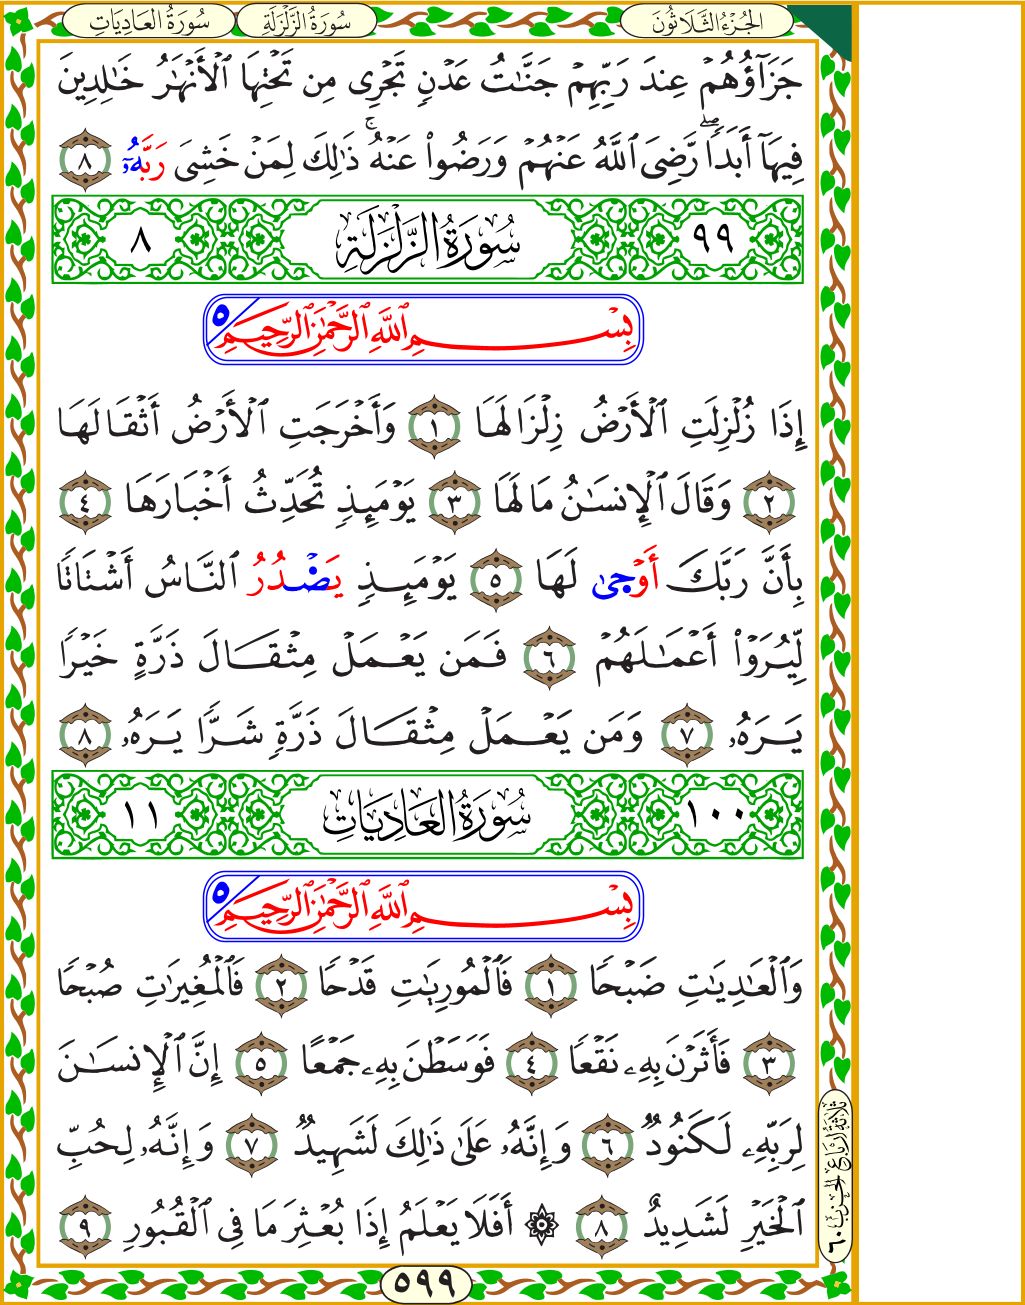 الجُزْءُ الثَّلَاثُونَ سُورَةُ الزَّلْزَلَةِ سُورَةُ العَادِيَاتِ
جَزَآؤُهُمْ عِندَ رَبِّهِمْ جَنَّٰتُ عَدْنٍ تَجْرِى مِن تَحْتِهَا ٱلْأَنْهَٰرُ خَٰلِدِينَ
فِيهَآ أَبَدًا ۖ رَّضِىَ ٱللَّهُ عَنْهُمْ وَرَضُوا۟ عَنْهُ ۚ ذَٰلِكَ لِمَنْ خَشِىَ رَبَّهُۥ ٨
٩٩ سُورَةُ الزَّلْزَلَةِ ٨
بِسْمِ ٱللَّهِ ٱلرَّحْمَٰنِ ٱلرَّحِيمِ ٥
إِذَا زُلْزِلَتِ ٱلْأَرْضُ زِلْزَالَهَا ١ وَأَخْرَجَتِ ٱلْأَرْضُ أَثْقَالَهَا
٢ وَقَالَ ٱلْإِنسَٰنُ مَا لَهَا ٣ يَوْمَئِذٍ تُحَدِّثُ أَخْبَارَهَا ٤
بِأَنَّ رَبَّكَ أَوْحَىٰ لَهَا ٥ يَوْمَئِذٍ يَصْدُرُ ٱلنَّاسُ أَشْتَاتًا
لِّيُرَوْا۟ أَعْمَٰلَهُمْ ٦ فَمَن يَعْمَلْ مِثْقَالَ ذَرَّةٍ خَيْرًا
يَرَهُۥ ٧ وَمَن يَعْمَلْ مِثْقَالَ ذَرَّةٍ شَرًّا يَرَهُۥ ٨
١٠٠ سُورَةُ العَادِيَاتِ ١١
بِسْمِ ٱللَّهِ ٱلرَّحْمَٰنِ ٱلرَّحِيمِ ٥
وَٱلْعَٰدِيَٰتِ ضَبْحًا ١ فَٱلْمُورِيَٰتِ قَدْحًا ٢ فَٱلْمُغِيرَٰتِ صُبْحًا
٣ فَأَثَرْنَ بِهِۦ نَقْعًا ٤ فَوَسَطْنَ بِهِۦ جَمْعًا ٥ إِنَّ ٱلْإِنسَٰنَ
لِرَبِّهِۦ لَكَنُودٌ ٦ وَإِنَّهُۥ عَلَىٰ ذَٰلِكَ لَشَهِيدٌ ٧ وَإِنَّهُۥ لِحُبِّ
ٱلْخَيْرِ لَشَدِيدٌ ٨ ۞ أَفَلَا يَعْلَمُ إِذَا بُعْثِرَ مَا فِى ٱلْقُبُورِ ٩
ثَلَاثَةُ أَرْبَاعِ الحِزْبِ ٦٠
٥٩٩